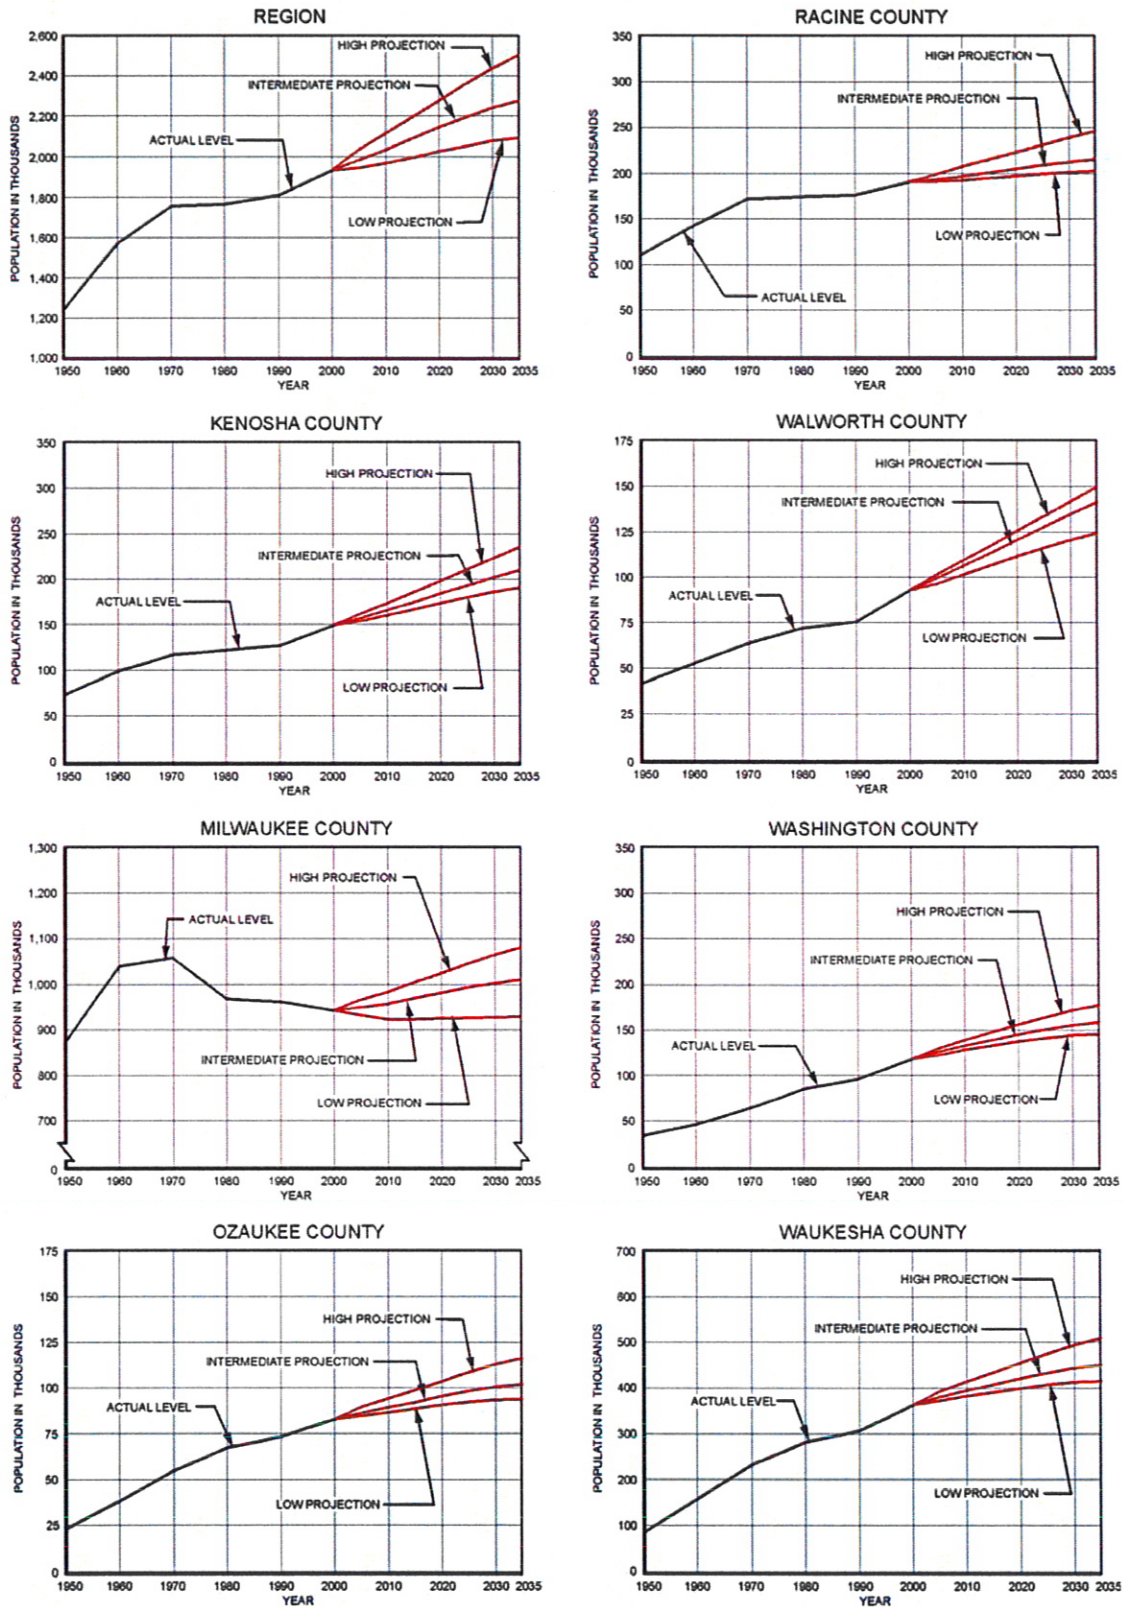 REGION
POPULATION IN THOUSANDS
2,600
2,400
2,200
2,000
1,800
1,600
1,400
1,200
1,000
HIGH PROJECTION
INTERMEDIATE PROJECTION
ACTUAL LEVEL
LOW PROJECTION
1950 1960 1970 1980 1990 2000 2010 2020 2030 2035
YEAR
RACINE COUNTY
POPULATION IN THOUSANDS
350
300
250
200
150
100
50
0
HIGH PROJECTION
INTERMEDIATE PROJECTION
LOW PROJECTION
ACTUAL LEVEL
1950 1960 1970 1980 1990 2000 2010 2020 2030 2035
YEAR
KENOSHA COUNTY
POPULATION IN THOUSANDS
350
300
250
200
150
100
50
0
HIGH PROJECTION
INTERMEDIATE PROJECTION
ACTUAL LEVEL
LOW PROJECTION
1950 1960 1970 1980 1990 2000 2010 2020 2030 2035
YEAR
WALWORTH COUNTY
POPULATION IN THOUSANDS
175
150
125
100
75
50
25
0
HIGH PROJECTION
INTERMEDIATE PROJECTION
ACTUAL LEVEL
LOW PROJECTION
1950 1960 1970 1980 1990 2000 2010 2020 2030 2035
YEAR
MILWAUKEE COUNTY
POPULATION IN THOUSANDS
1,300
1,200
1,100
1,000
900
800
700
0
HIGH PROJECTION
ACTUAL LEVEL
INTERMEDIATE PROJECTION
LOW PROJECTION
1950 1960 1970 1980 1990 2000 2010 2020 2030 2035
YEAR
WASHINGTON COUNTY
POPULATION IN THOUSANDS
350
300
250
200
150
100
50
0
HIGH PROJECTION
INTERMEDIATE PROJECTION
ACTUAL LEVEL
LOW PROJECTION
1950 1960 1970 1980 1990 2000 2010 2020 2030 2035
YEAR
OZAUKEE COUNTY
POPULATION IN THOUSANDS
175
150
125
100
75
50
25
0
HIGH PROJECTION
INTERMEDIATE PROJECTION
ACTUAL LEVEL
LOW PROJECTION
1950 1960 1970 1980 1990 2000 2010 2020 2030 2035
YEAR
WAUKESHA COUNTY
POPULATION IN THOUSANDS
700
600
500
400
300
200
100
0
HIGH PROJECTION
INTERMEDIATE PROJECTION
ACTUAL LEVEL
LOW PROJECTION
1950 1960 1970 1980 1990 2000 2010 2020 2030 2035
YEAR